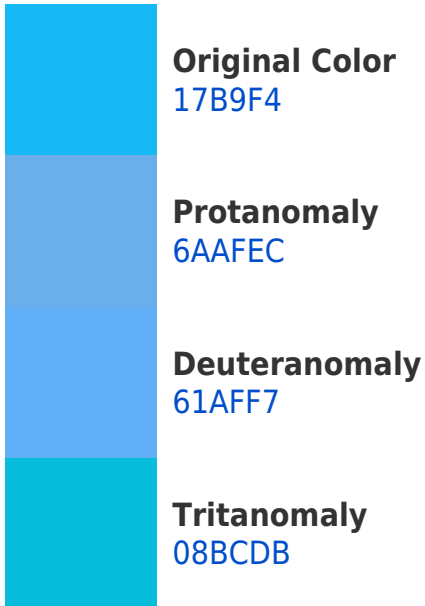 Original Color
17B9F4
Protanomaly
6AAFEC
Deuteranomaly
61AFF7
Tritanomaly
08BCDB